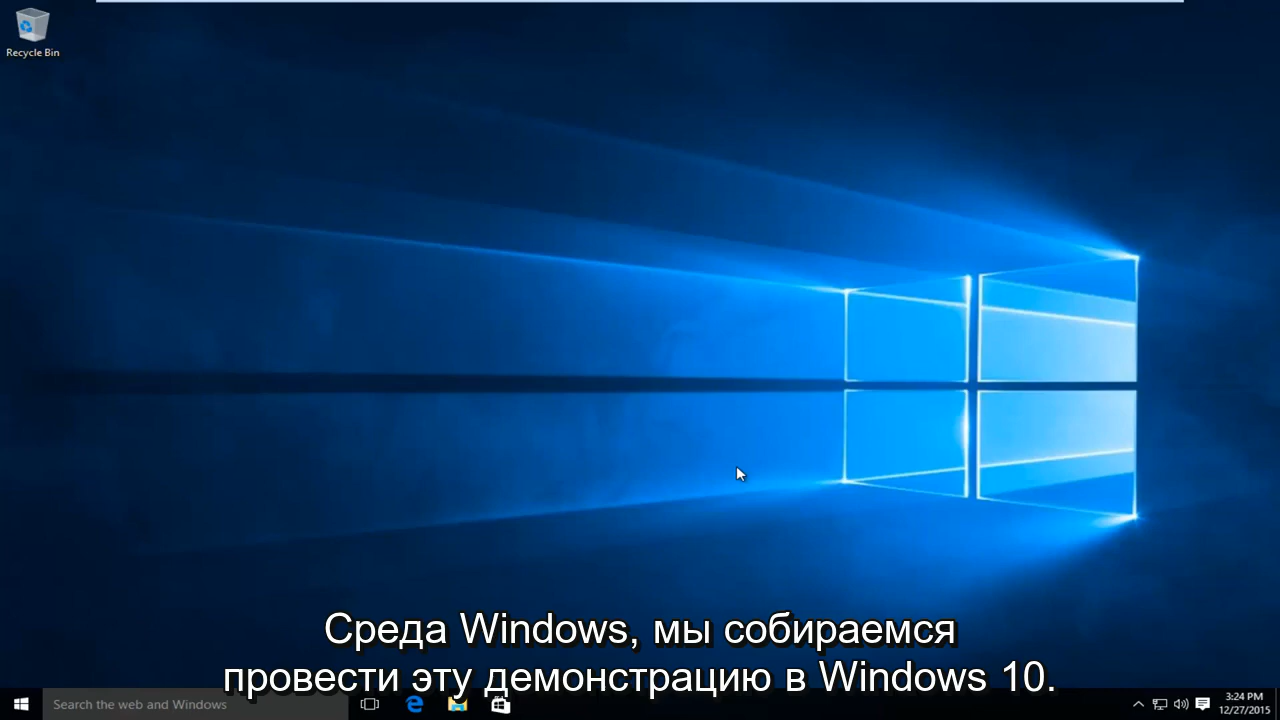 Recycle Bin
Среда Windows, мы собираемся
провести эту демонстрацию в Windows 10.
Search the web and Windows
3:24 PM
12/27/2015